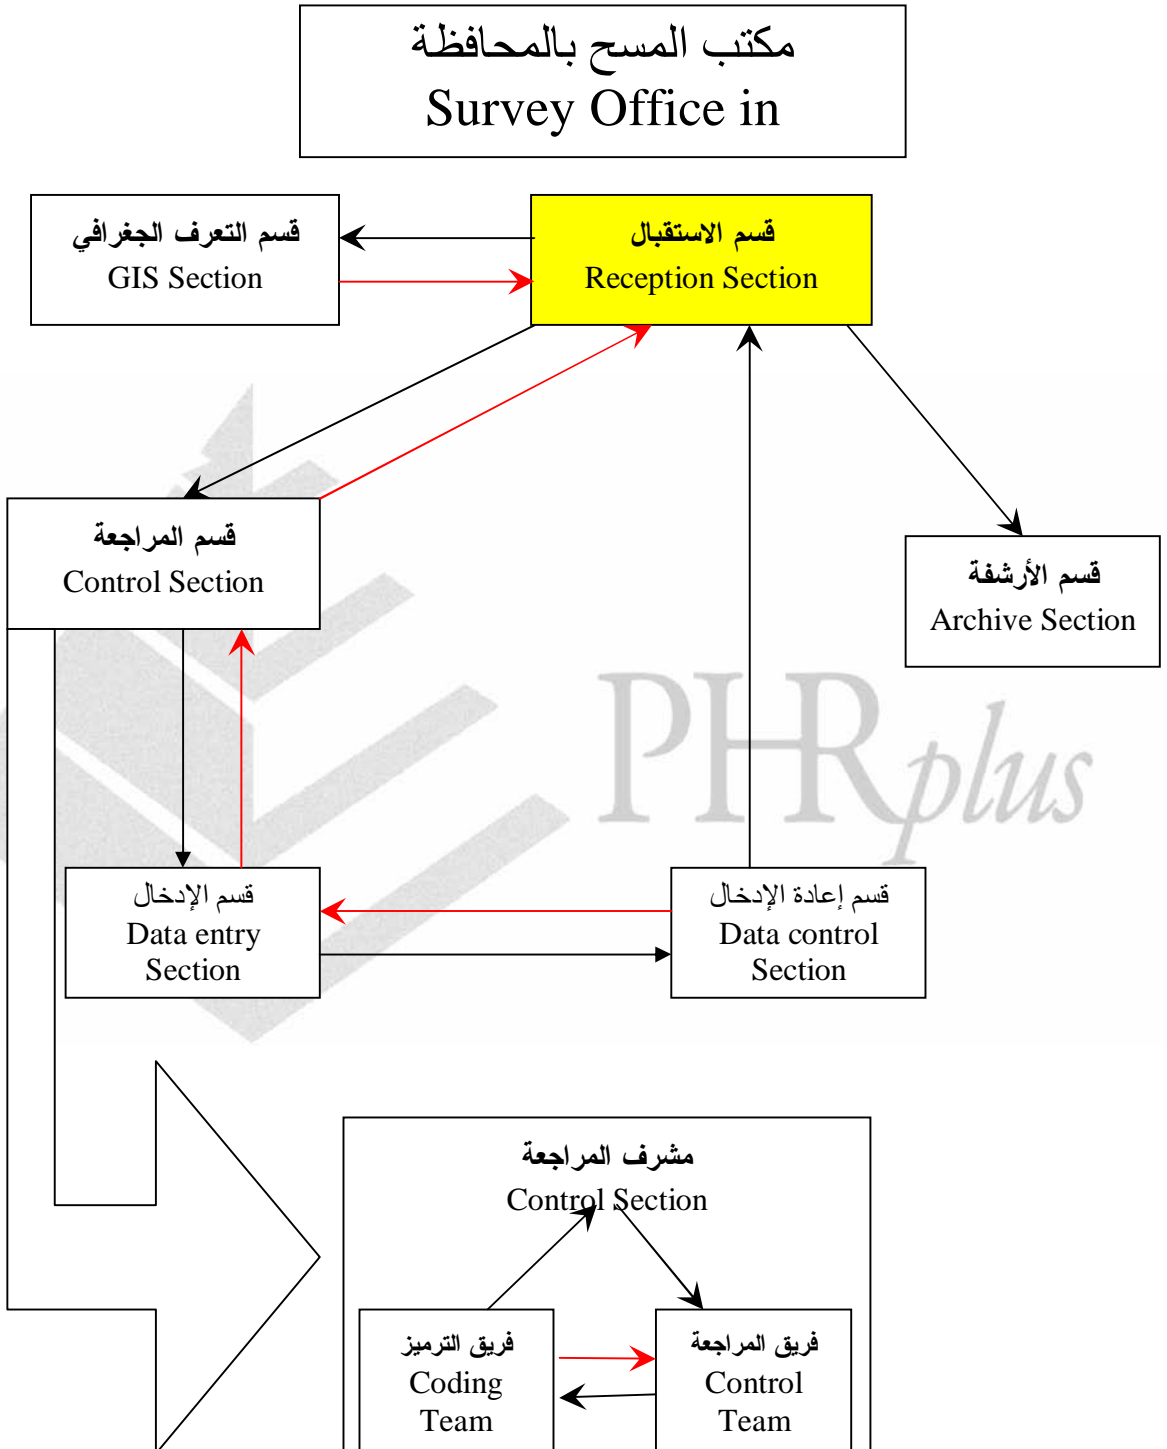 مكتب المسح بالمحافظة
Survey Office in
قسم التعرف الجغرافي
GIS Section
قسم الاستقبال
Reception Section
قسم المراجعة
Control Section
قسم الأرشفة
Archive Section
PHRplus
قسم الإدخال
Data entry
Section
قسم إعادة الإدخال
Data control
Section
مشرف المراجعة
Control Section
فريق الترميز
Coding
Team
فريق المراجعة
Control
Team